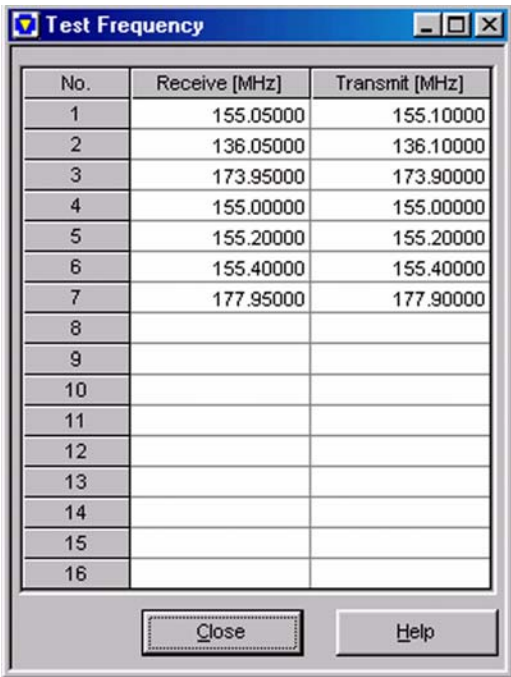 Test Frequency
No. Receive [MHz] Transmit [MHz]
1 155.05000 155.10000
2 136.05000 136.10000
3 173.95000 173.90000
4 155.00000 155.00000
5 155.20000 155.20000
6 155.40000 155.40000
7 177.95000 177.90000
8
9
10
11
12
13
14
15
16
Close Help